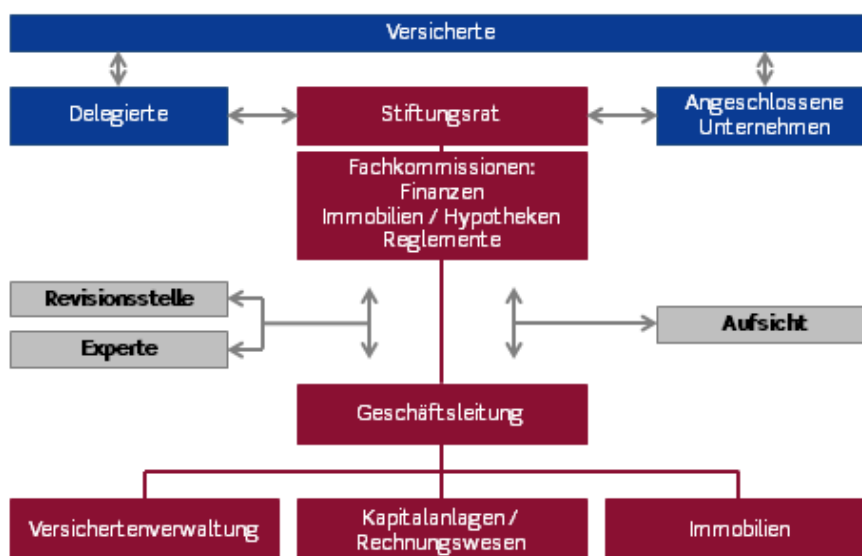 Versicherte
Delegierte
Stiftungsrat
Angeschlossene
Unternehmen
Fachkommissionen:
Finanzen
Immobilien / Hypotheken
Reglemente
Revisionsstelle
Experte
Aufsicht
Geschäftsleitung
Versichertenverwaltung
Kapitalanlagen /
Rechnungswesen
Immobilien